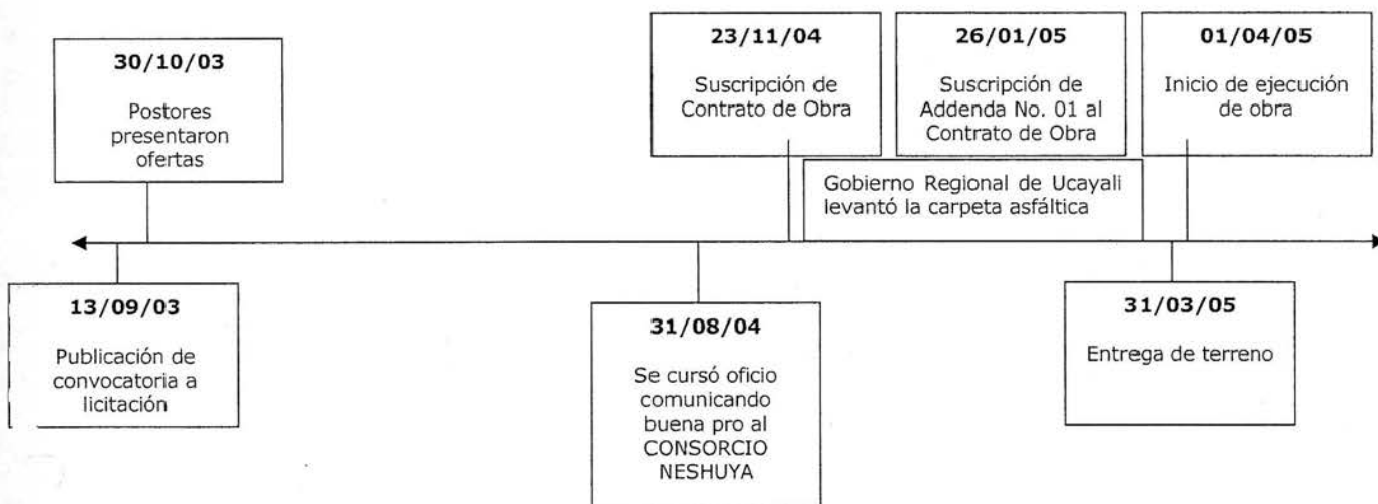 30/10/03
Postores
presentaron
ofertas
23/11/04
Suscripción de
Contrato de Obra
26/01/05
Suscripción de
Addenda No. 01 al
Contrato de Obra
01/04/05
Inicio de ejecución
de obra
Gobierno Regional de Ucayali
levantó la carpeta asfáltica
13/09/03
Publicación de
convocatoria a
licitación
31/08/04
Se cursó oficio
comunicando
buena pro al
CONSORCIO
NESHUYA
31/03/05
Entrega de terreno